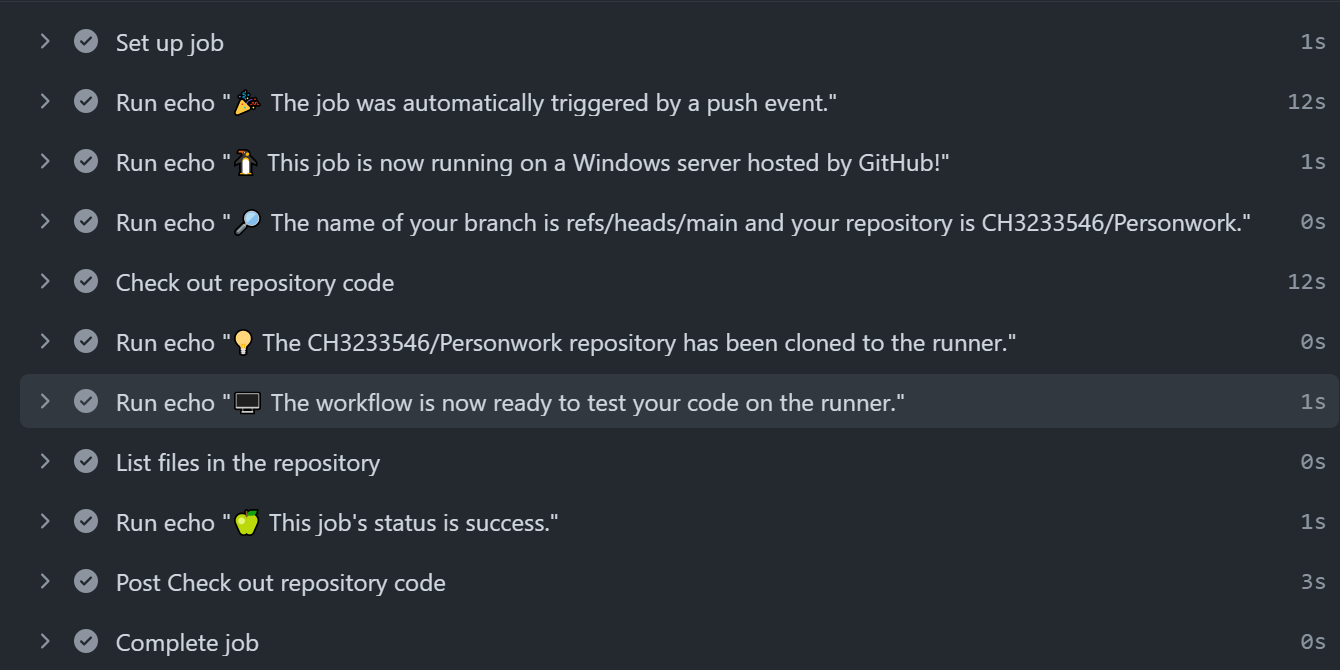 Set up job 1s
Run echo "🎉 The job was automatically triggered by a push event." 12s
Run echo "🐧 This job is now running on a Windows server hosted by GitHub!" 1s
Run echo "🔎 The name of your branch is refs/heads/main and your repository is CH3233546/Personwork." 0s
Check out repository code 12s
Run echo "💡 The CH3233546/Personwork repository has been cloned to the runner." 0s
Run echo "🖥️ The workflow is now ready to test your code on the runner." 1s
List files in the repository 0s
Run echo "🍏 This job's status is success." 1s
Post Check out repository code 3s
Complete job 0s